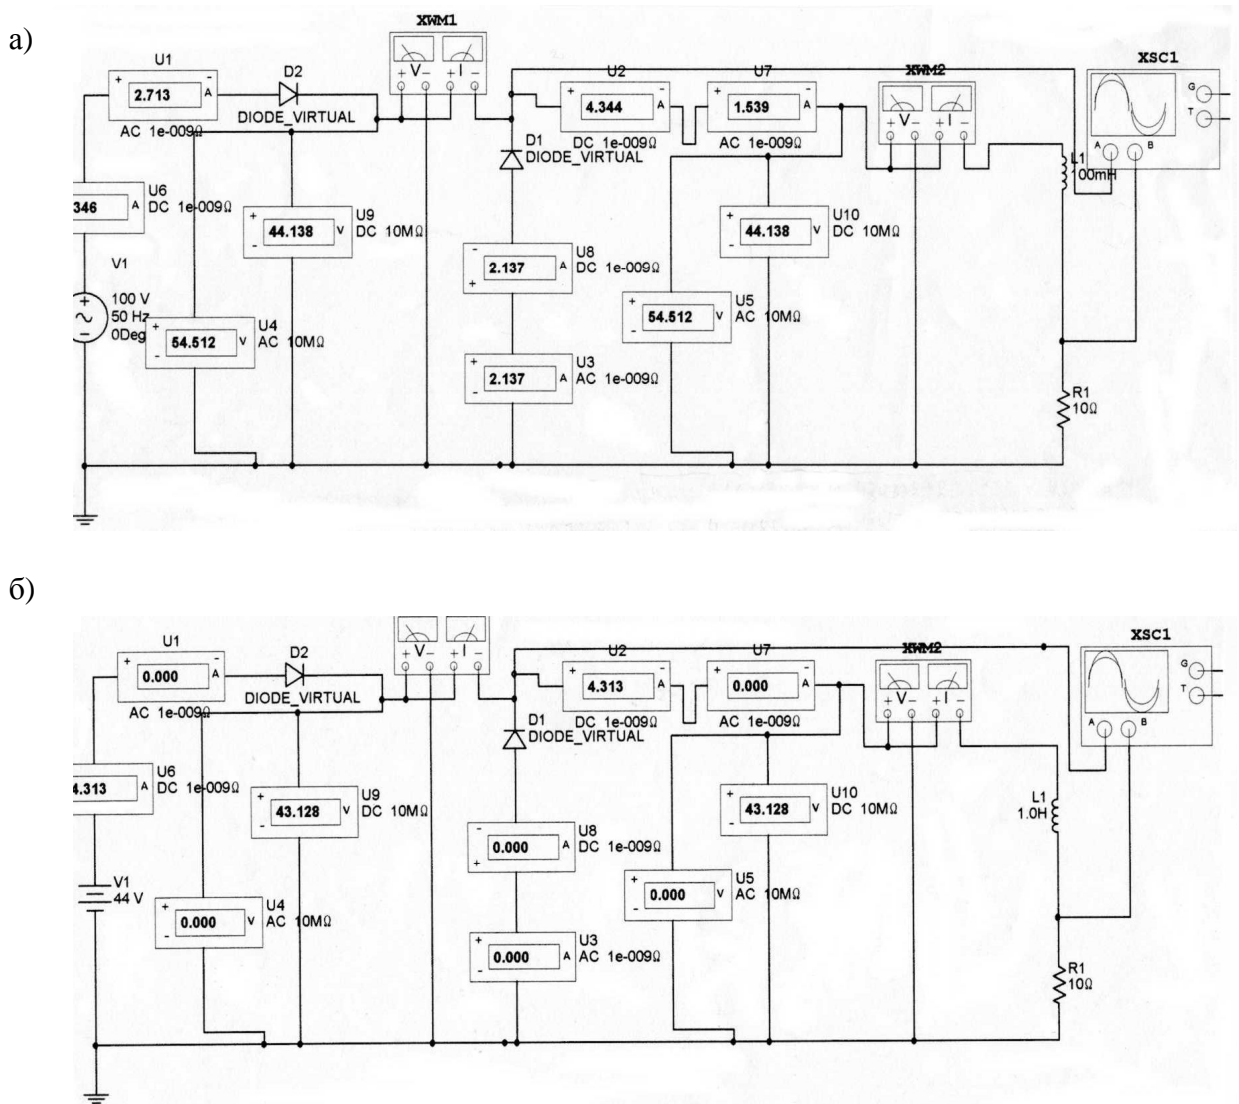 а)
XWM1
XSC1
U1
+ 2.713 - A
AC 1e-009Ω
D2
DIODE_VIRTUAL
+ V - + I -
U2
+ 4.344 - A
DC 1e-009Ω
U7
+ 1.539 - A
AC 1e-009Ω
XWM2
+ V - + I -
G
T
A B
D1
DIODE_VIRTUAL
L1
100mH
346 A
U6
DC 1e-009Ω
+ 44.138 V -
U9
DC 10MΩ
+ 44.138 V -
U10
DC 10MΩ
- 2.137 A +
U8
DC 1e-009Ω
V1
100 V
50 Hz
0Deg
+ 54.512 V -
U4
AC 10MΩ
+ 54.512 V -
U5
AC 10MΩ
+ 2.137 A -
U3
AC 1e-009Ω
R1
10Ω
б)
XSC1
U1
+ 0.000 - A
AC 1e-009Ω
D2
DIODE_VIRTUAL
+ V - + I -
U2
+ 4.313 - A
DC 1e-009Ω
U7
+ 0.000 - A
AC 1e-009Ω
XWM2
+ V - + I -
G
T
A B
D1
DIODE_VIRTUAL
4.313 A
U6
DC 1e-009Ω
+ 43.128 V -
U9
DC 10MΩ
+ 43.128 V -
U10
DC 10MΩ
L1
1.0H
- 0.000 A +
U8
DC 1e-009Ω
V1
44 V
+ 0.000 V -
U4
AC 10MΩ
+ 0.000 V -
U5
AC 10MΩ
+ 0.000 A -
U3
AC 1e-009Ω
R1
10Ω